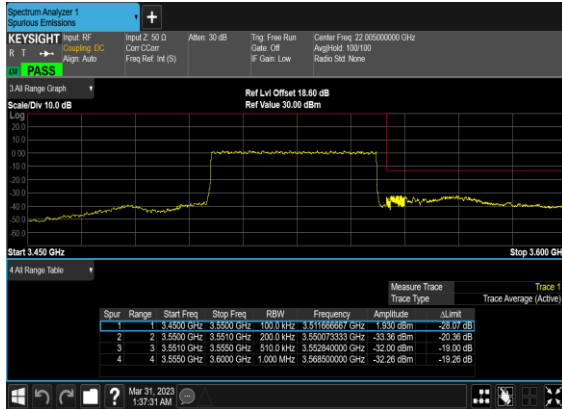 Spectrum Analyzer 1
Spurious Emissions
KEYSIGHT Input: RF Input Z: 50 Ω Atten: 30 dB Trig: Free Run Center Freq: 22.005000000 GHz
R T Coupling: DC Corr CCorr Gate: Off Avg|Hold: 100/100
Align: Auto Freq Ref: Int (S) IF Gain: Low Radio Std: None
PASS
3 All Range Graph
Ref Lvl Offset 18.60 dB
Scale/Div 10.0 dB Ref Value 30.00 dBm
Log
20.0
10.0
0.00
-10.0
-20.0
-30.0
-40.0
-50.0
-60.0
Start 3.450 GHz Stop 3.600 GHz
4 All Range Table
Measure Trace Trace 1
Trace Type Trace Average (Active)
Spur Range Start Freq Stop Freq RBW Frequency Amplitude ΔLimit
1 1 3.4500 GHz 3.5500 GHz 100.0 kHz 3.511666667 GHz 1.930 dBm -28.07 dB
2 2 3.5500 GHz 3.5510 GHz 200.0 kHz 3.550073333 GHz -33.36 dBm -20.36 dB
3 3 3.5510 GHz 3.5550 GHz 510.0 kHz 3.552840000 GHz -32.00 dBm -19.00 dB
4 4 3.5550 GHz 3.6000 GHz 1.000 MHz 3.568500000 GHz -32.26 dBm -19.26 dB
? Mar 31, 2023
1:37:31 AM